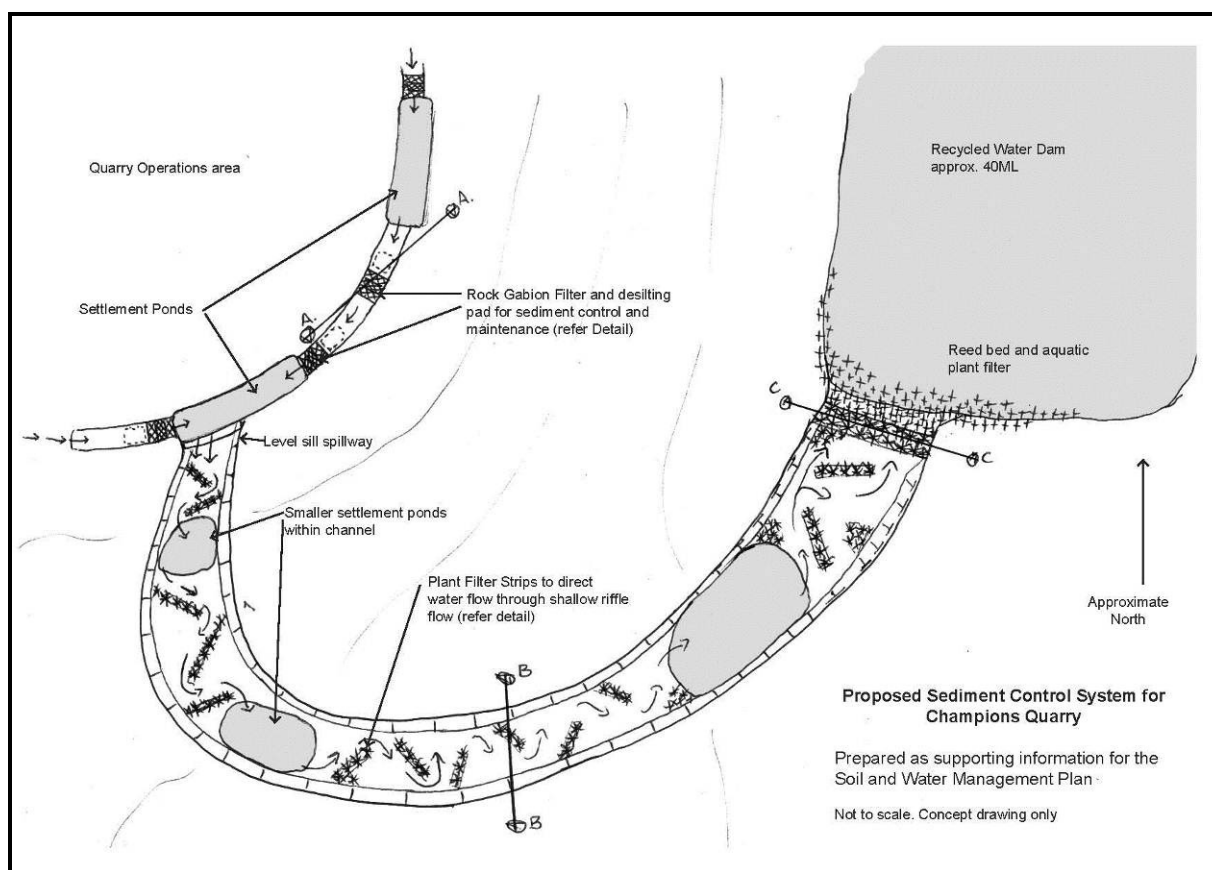 Quarry Operations area
Recycled Water Dam
approx. 40ML
A.
A.
Settlement Ponds
Rock Gabion Filter and desilting
pad for sediment control and
maintenance (refer Detail)
Reed bed and aquatic
plant filter
C
C
Level sill spillway
Smaller settlement ponds
within channel
Plant Filter Strips to direct
water flow through shallow riffle
flow (refer detail)
Approximate
North
B
B
Proposed Sediment Control System for
Champions Quarry
Prepared as supporting information for the
Soil and Water Management Plan
Not to scale. Concept drawing only